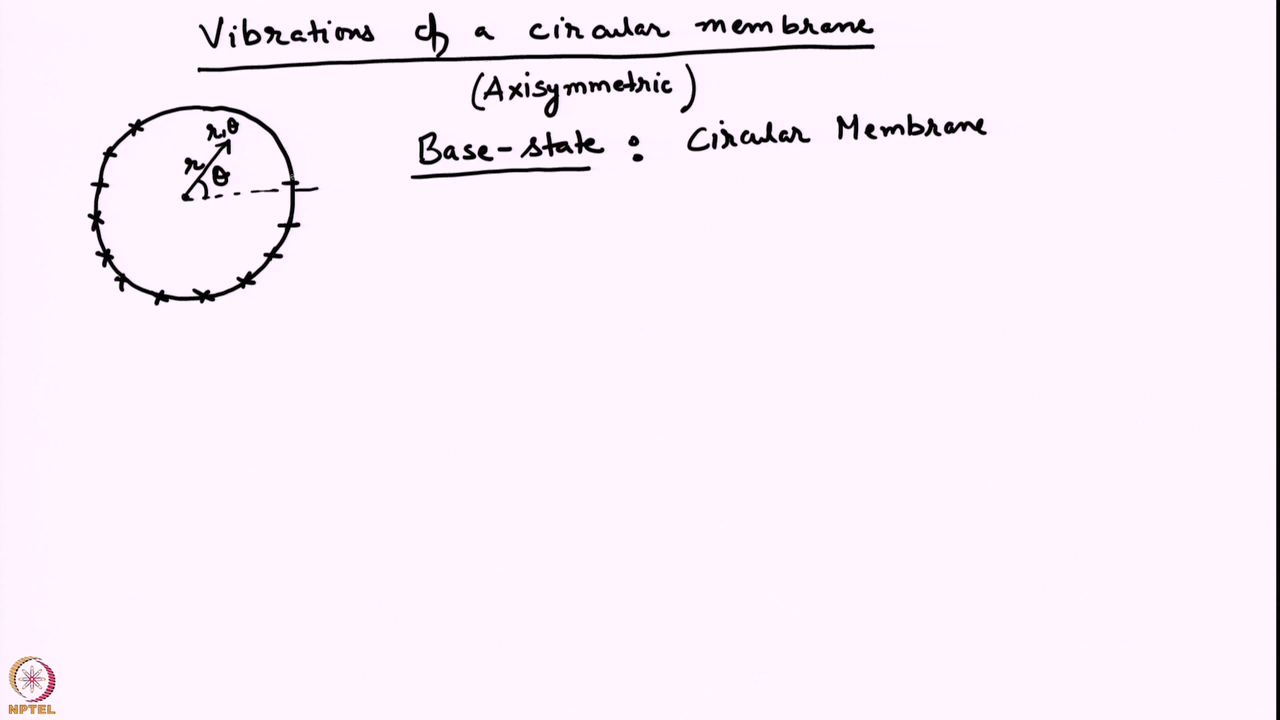 Vibrations of a circular membrane
(Axisymmetric)
r, θ
r
θ
Base-state : Circular Membrane
NPTEL